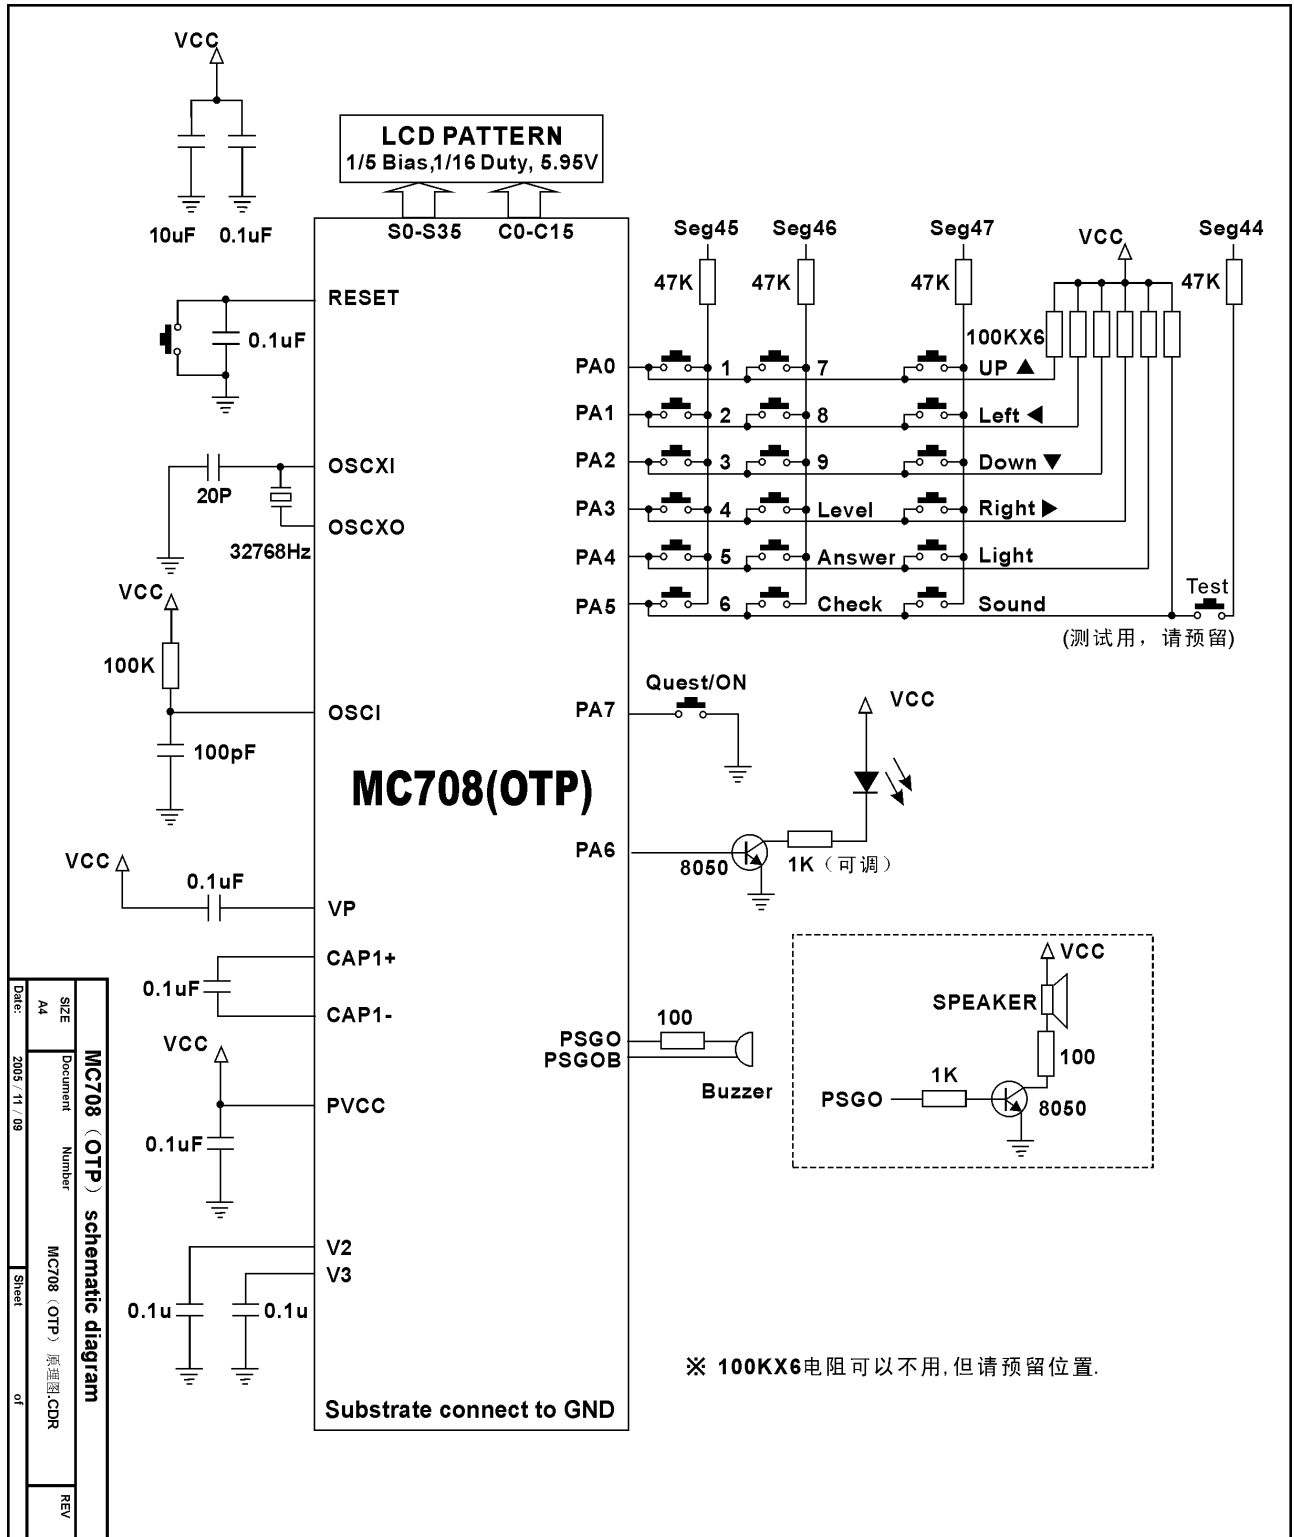 VCC
LCD PATTERN
1/5 Bias,1/16 Duty, 5.95V
10uF 0.1uF
S0-S35 C0-C15
Seg45 Seg46 Seg47 VCC Seg44
47K 47K 47K 47K
RESET
0.1uF
100KX6
PA0 1 7 UP ▲
PA1 2 8 Left ◀
PA2 3 9 Down ▼
PA3 4 Level Right ▶
PA4 5 Answer Light
PA5 6 Check Sound
Test
(测试用，请预留)
OSCXI
20P
OSCXO
32768Hz
VCC
100K
OSCI
100pF
Quest/ON
PA7
VCC
MC708(OTP)
PA6
8050
1K（可调）
VCC
0.1uF
VP
CAP1+
0.1uF
CAP1-
VCC
PVCC
0.1uF
PSGO
100
PSGOB
Buzzer
VCC
SPEAKER
100
1K
PSGO
8050
V2
V3
0.1u 0.1u
※ 100KX6电阻可以不用,但请预留位置.
Substrate connect to GND
MC708（OTP） schematic diagram
SIZE Document Number REV
A4 MC708（OTP）原理图.CDR
Date: 2005 / 11 / 09 Sheet of